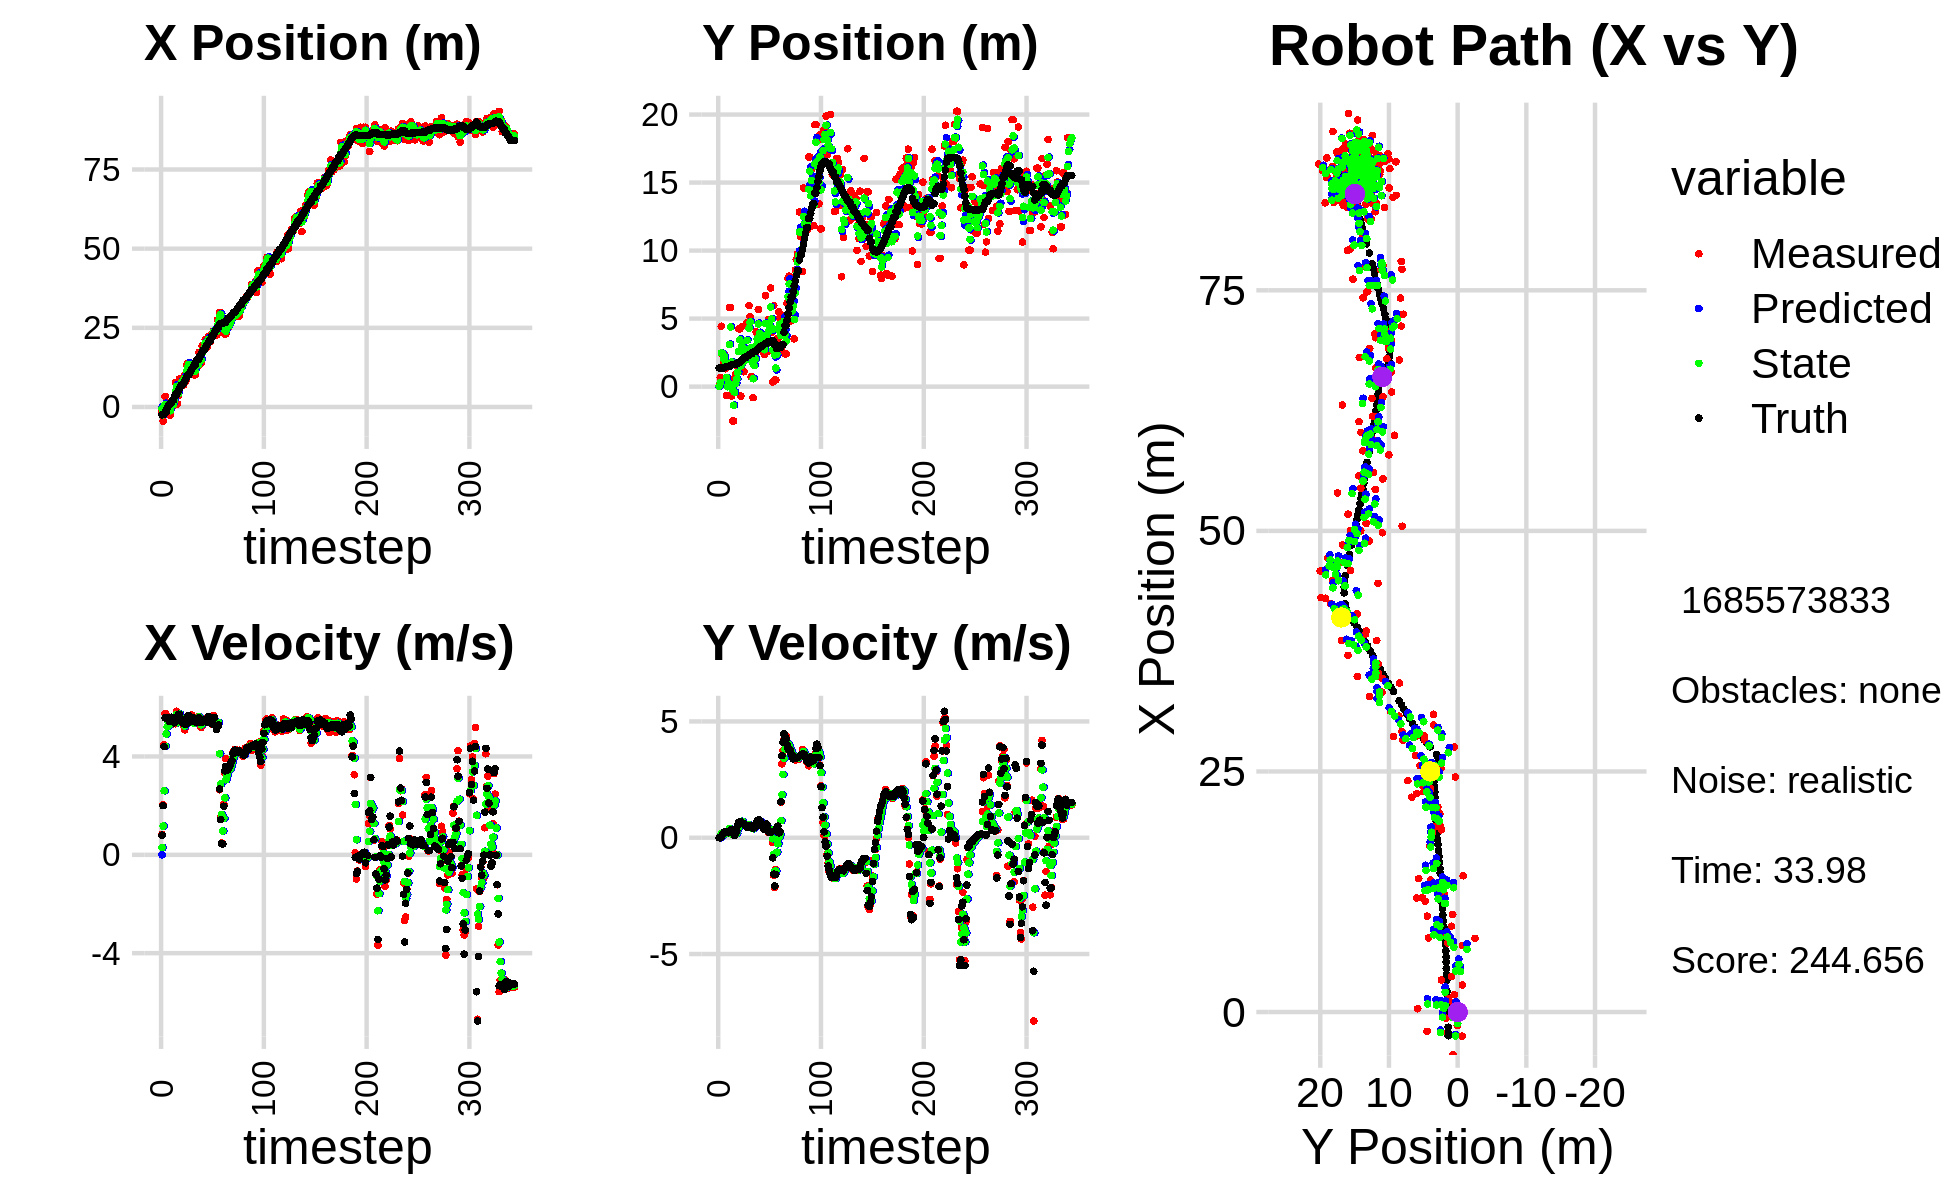 X Position (m)
75
50
25
0
0
100
200
300
timestep
Y Position (m)
20
15
10
5
0
0
100
200
300
timestep
X Velocity (m/s)
4
0
-4
0
100
200
300
timestep
Y Velocity (m/s)
5
0
-5
0
100
200
300
timestep
Robot Path (X vs Y)
X Position (m)
75
50
25
0
20 10 0 -10 -20
Y Position (m)
variable
Measured
Predicted
State
Truth
1685573833
Obstacles: none
Noise: realistic
Time: 33.98
Score: 244.656